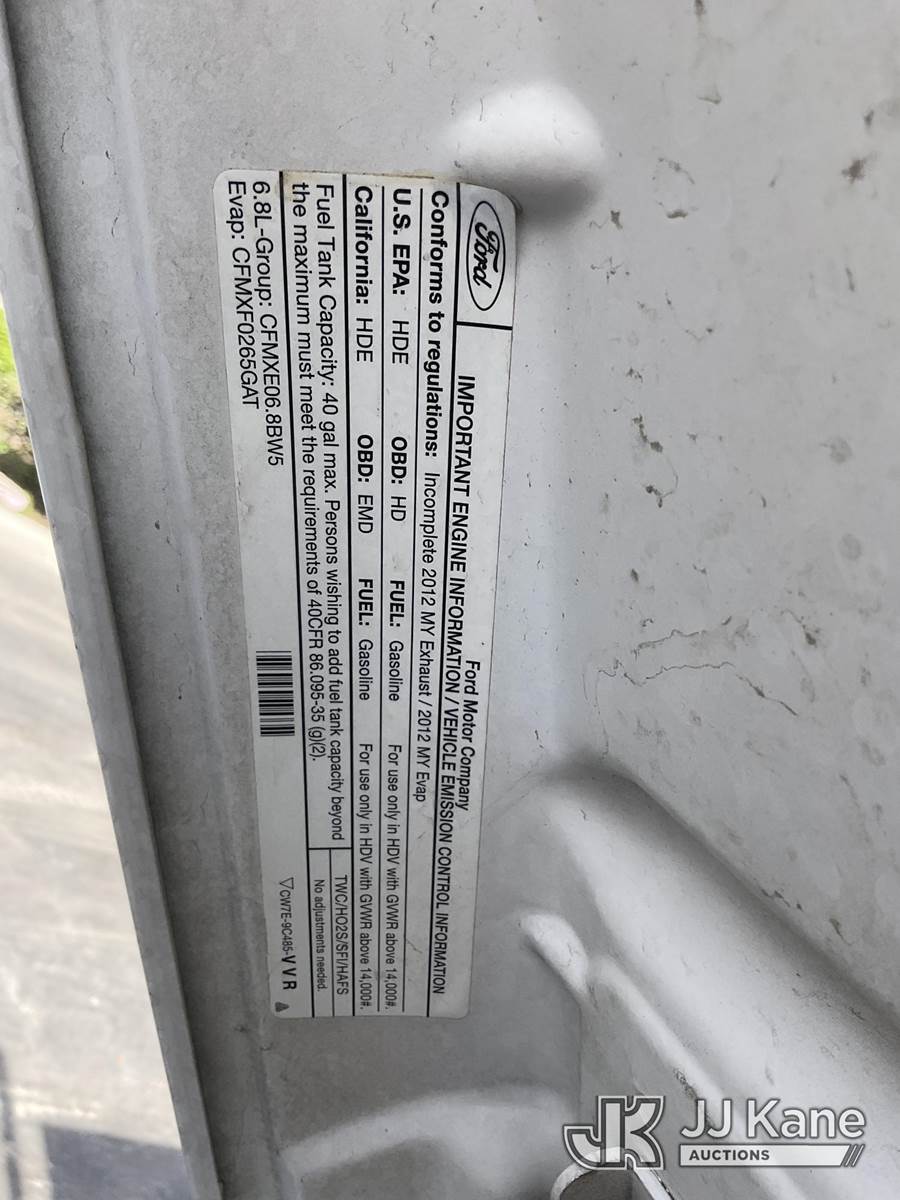 Ford
Ford Motor Company
IMPORTANT ENGINE INFORMATION / VEHICLE EMISSION CONTROL INFORMATION
Conforms to regulations: Incomplete 2012 MY Exhaust / 2012 MY Evap
U.S. EPA: HDE OBD: HD FUEL: Gasoline For use only in HDV with GVWR above 14,000#.
California: HDE OBD: EMD FUEL: Gasoline For use only in HDV with GVWR above 14,000#.
Fuel Tank Capacity: 40 gal max. Persons wishing to add fuel tank capacity beyond
the maximum must meet the requirements of 40CFR 86.095-35 (g)(2).
TWC/HO2S/SFI/HAFS
No adjustments needed.
6.8L-Group: CFMXE06.8BW5
Evap: CFMXF0265GAT
CW7E-9C485-VVR
JK JJ Kane
AUCTIONS